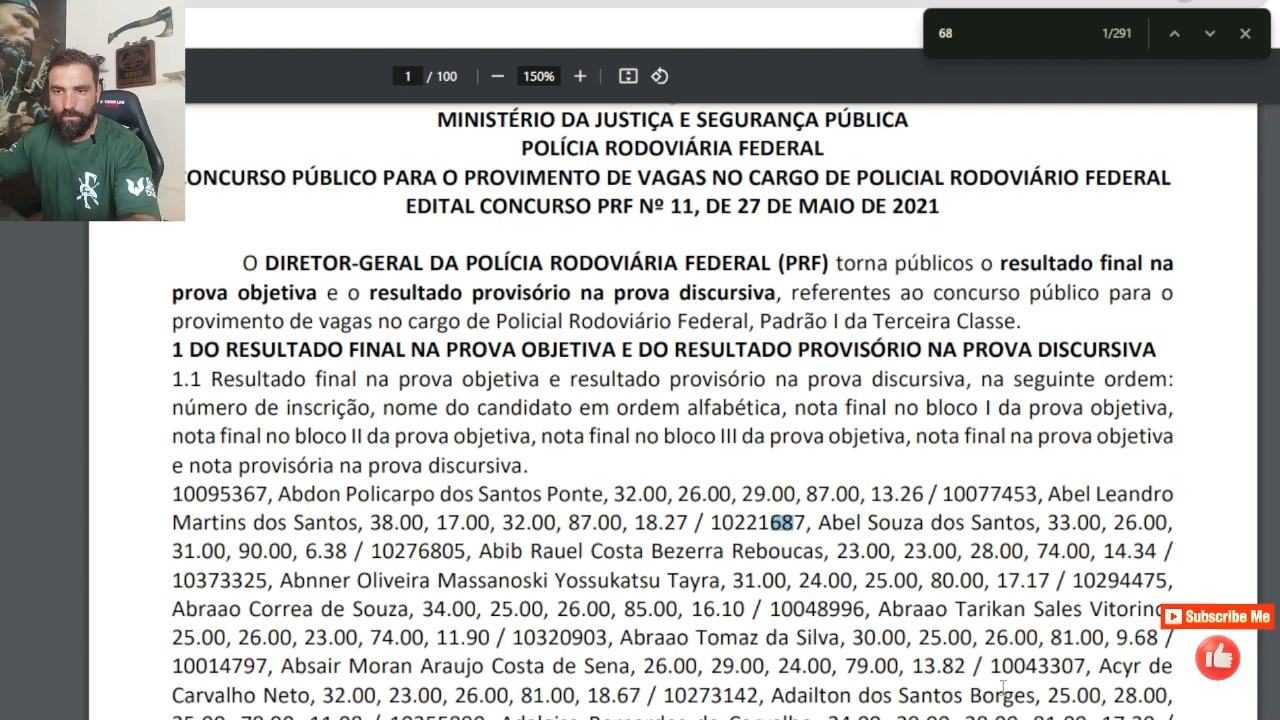 68 1/291
1 / 100 150%
MINISTÉRIO DA JUSTIÇA E SEGURANÇA PÚBLICA
POLÍCIA RODOVIÁRIA FEDERAL
CONCURSO PÚBLICO PARA O PROVIMENTO DE VAGAS NO CARGO DE POLICIAL RODOVIÁRIO FEDERAL
EDITAL CONCURSO PRF Nº 11, DE 27 DE MAIO DE 2021
O DIRETOR-GERAL DA POLÍCIA RODOVIÁRIA FEDERAL (PRF) torna públicos o resultado final na
prova objetiva e o resultado provisório na prova discursiva, referentes ao concurso público para o
provimento de vagas no cargo de Policial Rodoviário Federal, Padrão I da Terceira Classe.
1 DO RESULTADO FINAL NA PROVA OBJETIVA E DO RESULTADO PROVISÓRIO NA PROVA DISCURSIVA
1.1 Resultado final na prova objetiva e resultado provisório na prova discursiva, na seguinte ordem:
número de inscrição, nome do candidato em ordem alfabética, nota final no bloco I da prova objetiva,
nota final no bloco II da prova objetiva, nota final no bloco III da prova objetiva, nota final na prova objetiva
e nota provisória na prova discursiva.
10095367, Abdon Policarpo dos Santos Ponte, 32.00, 26.00, 29.00, 87.00, 13.26 / 10077453, Abel Leandro
Martins dos Santos, 38.00, 17.00, 32.00, 87.00, 18.27 / 10221687, Abel Souza dos Santos, 33.00, 26.00,
31.00, 90.00, 6.38 / 10276805, Abib Rauel Costa Bezerra Reboucas, 23.00, 23.00, 28.00, 74.00, 14.34 /
10373325, Abnner Oliveira Massanoski Yossukatsu Tayra, 31.00, 24.00, 25.00, 80.00, 17.17 / 10294475,
Abraao Correa de Souza, 34.00, 25.00, 26.00, 85.00, 16.10 / 10048996, Abraao Tarikan Sales Vitorino,
25.00, 26.00, 23.00, 74.00, 11.90 / 10320903, Abraao Tomaz da Silva, 30.00, 25.00, 26.00, 81.00, 9.68 /
10014797, Absair Moran Araujo Costa de Sena, 26.00, 29.00, 24.00, 79.00, 13.82 / 10043307, Acyr de
Carvalho Neto, 32.00, 23.00, 26.00, 81.00, 18.67 / 10273142, Adailton dos Santos Borges, 25.00, 28.00,
Subscribe Me